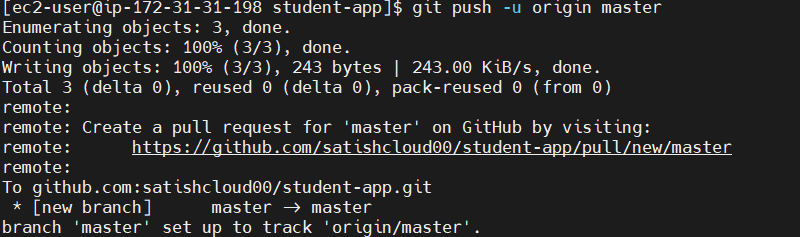 [ec2-user@ip-172-31-31-198 student-app]$ git push -u origin master
Enumerating objects: 3, done.
Counting objects: 100% (3/3), done.
Writing objects: 100% (3/3), 243 bytes | 243.00 KiB/s, done.
Total 3 (delta 0), reused 0 (delta 0), pack-reused 0 (from 0)
remote:
remote: Create a pull request for 'master' on GitHub by visiting:
remote:      https://github.com/satishcloud00/student-app/pull/new/master
remote:
To github.com:satishcloud00/student-app.git
 * [new branch]      master → master
branch 'master' set up to track 'origin/master'.